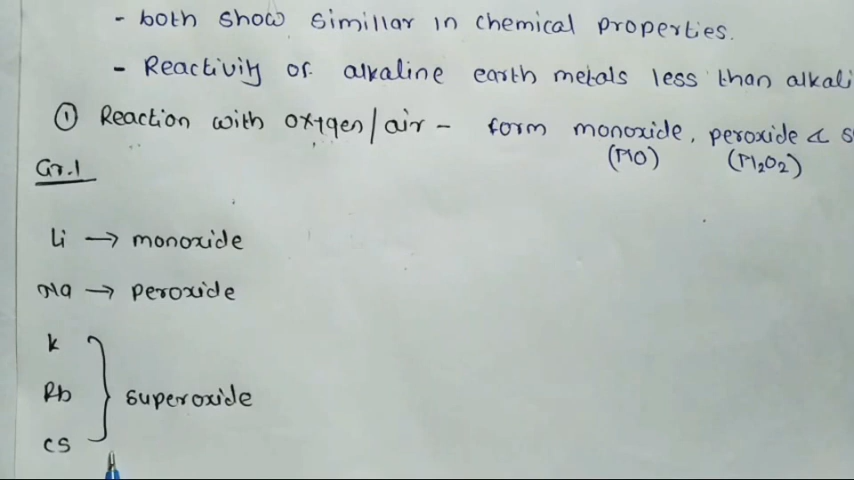 - both show simillar in chemical properties.
- Reactivity of alkaline earth metals less than alkali
① Reaction with oxygen/air - form monoxide, peroxide & s
(MO) (M2O2)
Gr.1
Li → monoxide
Na → peroxide
K
Rb superoxide
Cs